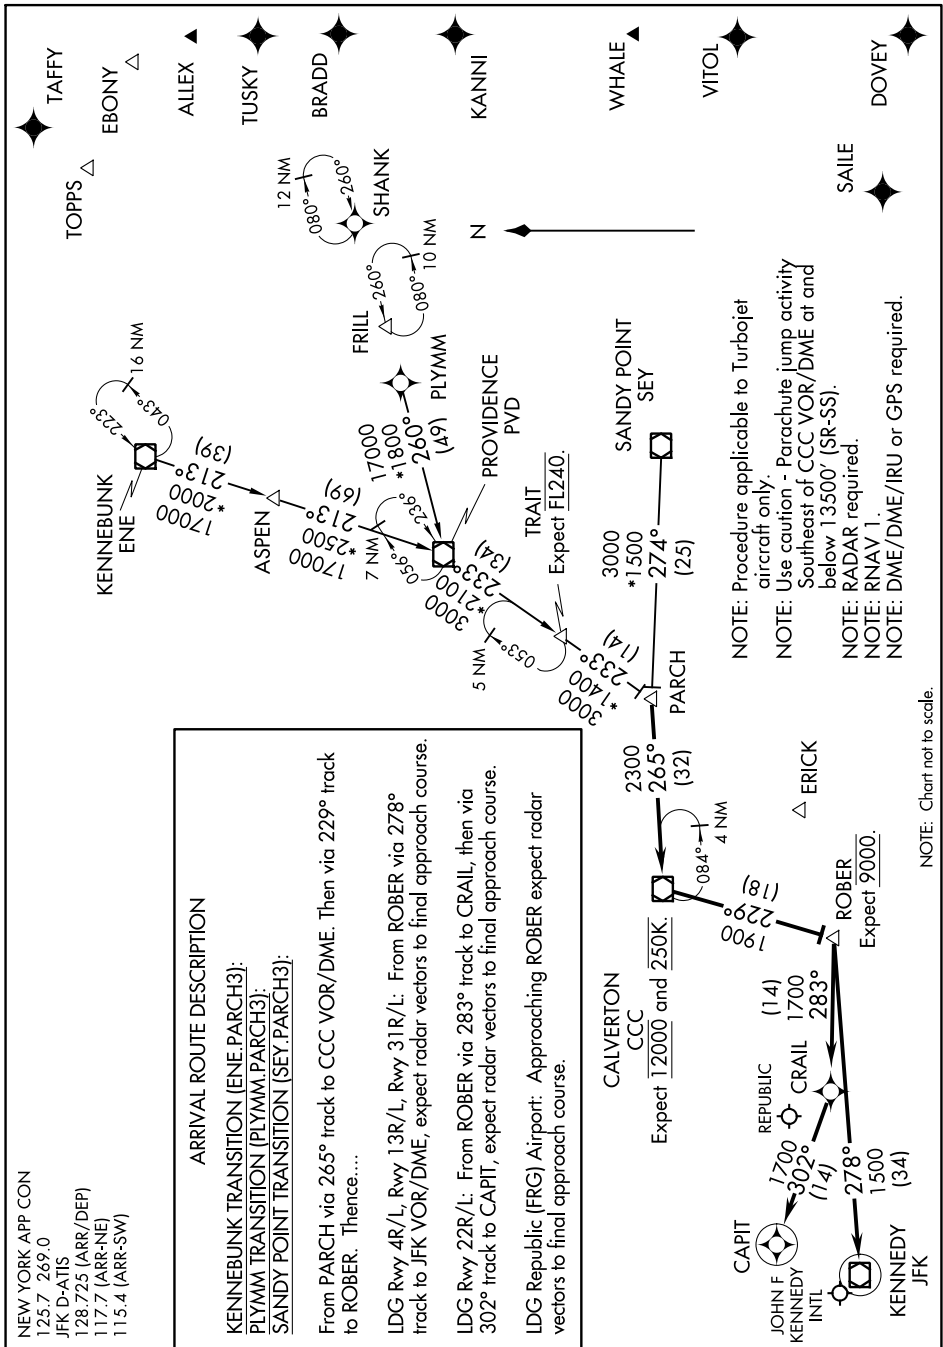 NEW YORK APP CON
125.7 269.0
JFK D-ATIS
128.725 (ARR/DEP)
117.7 (ARR-NE)
115.4 (ARR-SW)
ARRIVAL ROUTE DESCRIPTION
KENNEBUNK TRANSITION (ENE.PARCH3):
PLYMM TRANSITION (PLYMM.PARCH3):
SANDY POINT TRANSITION (SEY.PARCH3):
From PARCH via 265° track to CCC VOR/DME. Then via 229° track
to ROBER. Thence....
LDG Rwy 4R/L, Rwy 13R/L, Rwy 31R/L: From ROBER via 278°
track to JFK VOR/DME, expect radar vectors to final approach course.
LDG Rwy 22R/L: From ROBER via 283° track to CRAIL, then via
302° track to CAPIT, expect radar vectors to final approach course.
LDG Republic (FRG) Airport: Approaching ROBER expect radar
vectors to final approach course.
TAFFY
EBONY
ALLEX
TUSKY
BRADD
KANNI
WHALE
VITOL
DOVEY
TOPPS
SAILE
12 NM
080°
260°
SHANK
N
10 NM
260°
080°
FRILL
PLYMM
16 NM
223°
043°
KENNEBUNK
ENE
17000
*2000
213°
(39)
ASPEN
17000
*2500
213°
(69)
17000
*1800
260°
(49)
7 NM
236°
056°
PROVIDENCE
PVD
3000
*2100
233°
(34)
TRAIT
Expect FL240.
5 NM
053°
3000
*1400
233°
(14)
SANDY POINT
SEY
3000
*1500
274°
(25)
PARCH
2300
265°
(32)
084°
4 NM
CALVERTON
CCC
Expect 12000 and 250K.
1900
229°
(18)
ERICK
ROBER
Expect 9000.
(14)
1700
283°
CRAIL
REPUBLIC
1700
302°
(14)
278°
1500
(34)
CAPIT
JOHN F
KENNEDY
INTL
KENNEDY
JFK
NOTE: Procedure applicable to Turbojet
aircraft only.
NOTE: Use caution - Parachute jump activity
Southeast of CCC VOR/DME at and
below 13500' (SR-SS).
NOTE: RADAR required.
NOTE: RNAV 1.
NOTE: DME/DME/IRU or GPS required.
NOTE: Chart not to scale.